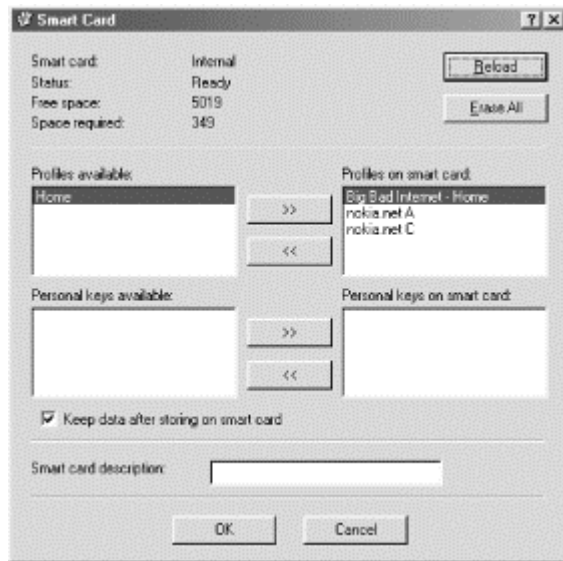 Smart Card
Smart card: Internal
Status: Ready
Free space: 5019
Space required: 349
Reload
Erase All
Profiles available:
Home
>>
<<
Profiles on smart card:
Big Bad Internet - Home
nokia.net A
nokia.net C
Personal keys available:
>>
<<
Personal keys on smart card:
Keep data after storing on smart card
Smart card description:
OK Cancel